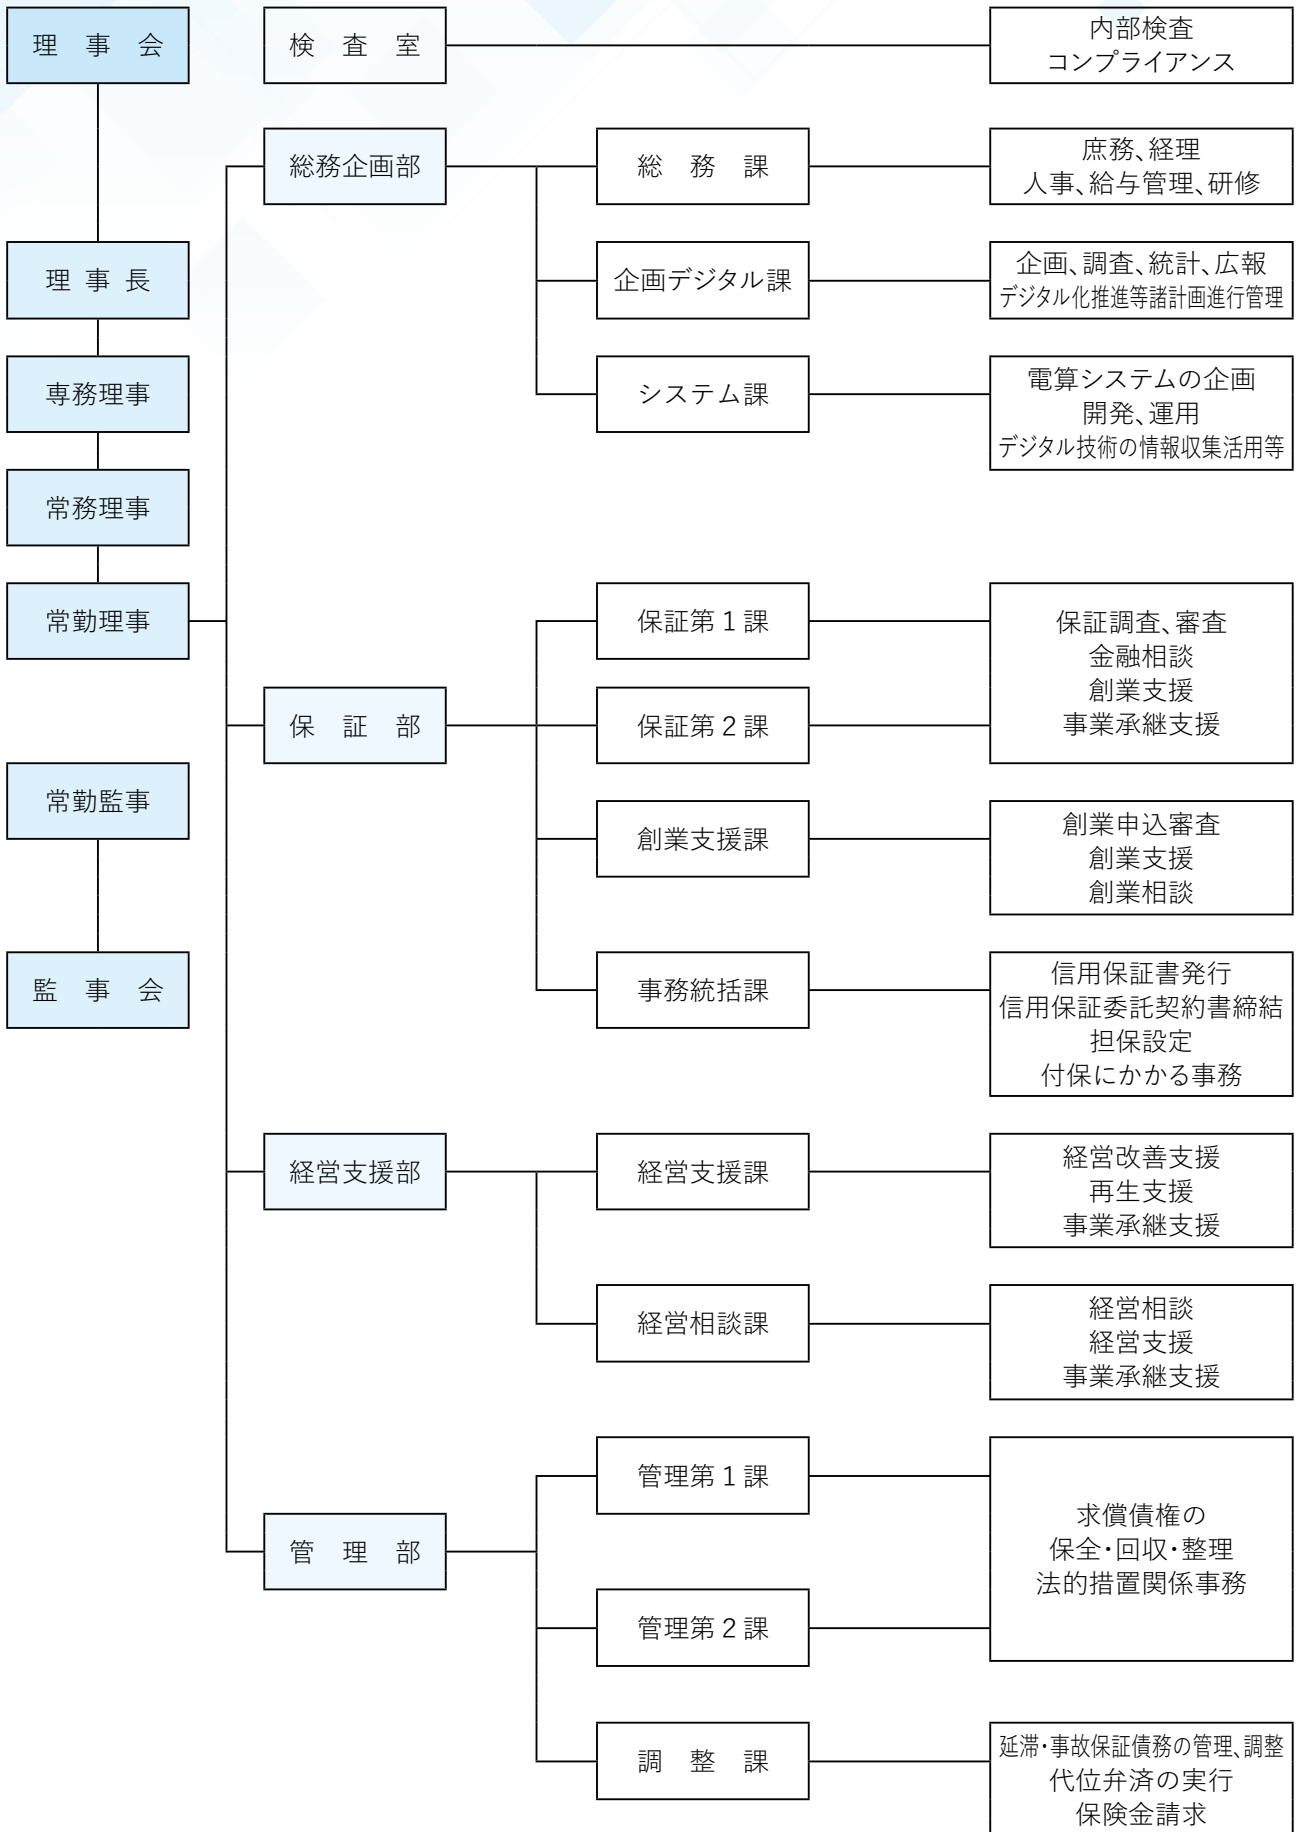 理事会
検査室
内部検査
コンプライアンス
総務企画部
総務課
庶務、経理
人事、給与管理、研修
理事長
企画デジタル課
企画、調査、統計、広報
デジタル化推進等諸計画進行管理
専務理事
システム課
電算システムの企画
開発、運用
デジタル技術の情報収集活用等
常務理事
常勤理事
保証第1課
保証調査、審査
金融相談
創業支援
事業承継支援
保証部
保証第2課
常勤監事
創業支援課
創業申込審査
創業支援
創業相談
監事会
事務統括課
信用保証書発行
信用保証委託契約書締結
担保設定
付保にかかる事務
経営支援部
経営支援課
経営改善支援
再生支援
事業承継支援
経営相談課
経営相談
経営支援
事業承継支援
管理第1課
求償債権の
保全・回収・整理
法的措置関係事務
管理部
管理第2課
調整課
延滞・事故保証債務の管理、調整
代位弁済の実行
保険金請求